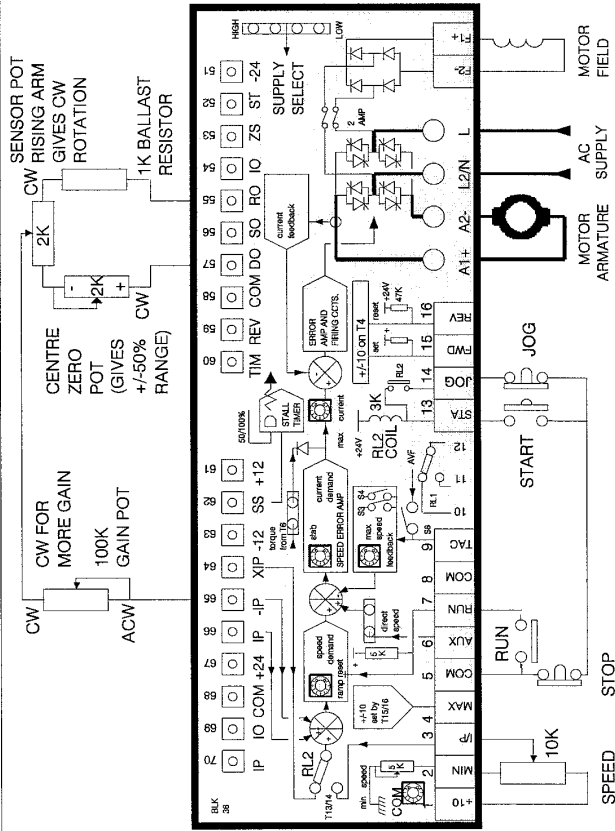 SENSOR POT
RISING ARM
GIVES CW
ROTATION
1K BALLAST
RESISTOR
CW
2K
- 2K +
CW
CENTRE
ZERO
POT
(GIVES
+/-50%
RANGE)
CW FOR
MORE GAIN
100K
GAIN POT
CW
ACW
HIGH
LOW
SUPPLY
SELECT
51 -24
52 ST
53 ZS
54 IO
55 RO
56 SO
57 DO
58 COM
59 REV
60 TIM
61 +12
62 SS
63 -12
64 XIP
65 -IP
66 IP
67 +24
68 COM
69 IO
70 IP
BLK
36
current
feedback
2
AMP
ERROR
AMP AND
FIRING CCTS.
50/100%
STALL
TIMER
max
current
torque
from T6
stab
current
demand
SPEED ERROR AMP
max
speed
feedback
S3
S4
S8
AVF
speed
demand
ramp reset
direct
speed
5
K
+/-10
set by
T15/16
RL2
T13/14
min speed
5
K
COM
+/-10 on T4
+24V
reset
set
47K
RL2
3K
+24V
RL2
COIL
RL1
F1+
F2-
L
L2/N
A2-
A1+
16 REV
15 FWD
14 JOG
13 STA
12
11
10
9 TAC
8 COM
7 RUN
6 AUX
5 COM
4 MAX
3 I/P
2 MIN
1 +10
MOTOR
FIELD
AC
SUPPLY
MOTOR
ARMATURE
JOG
START
RUN
STOP
10K
SPEED